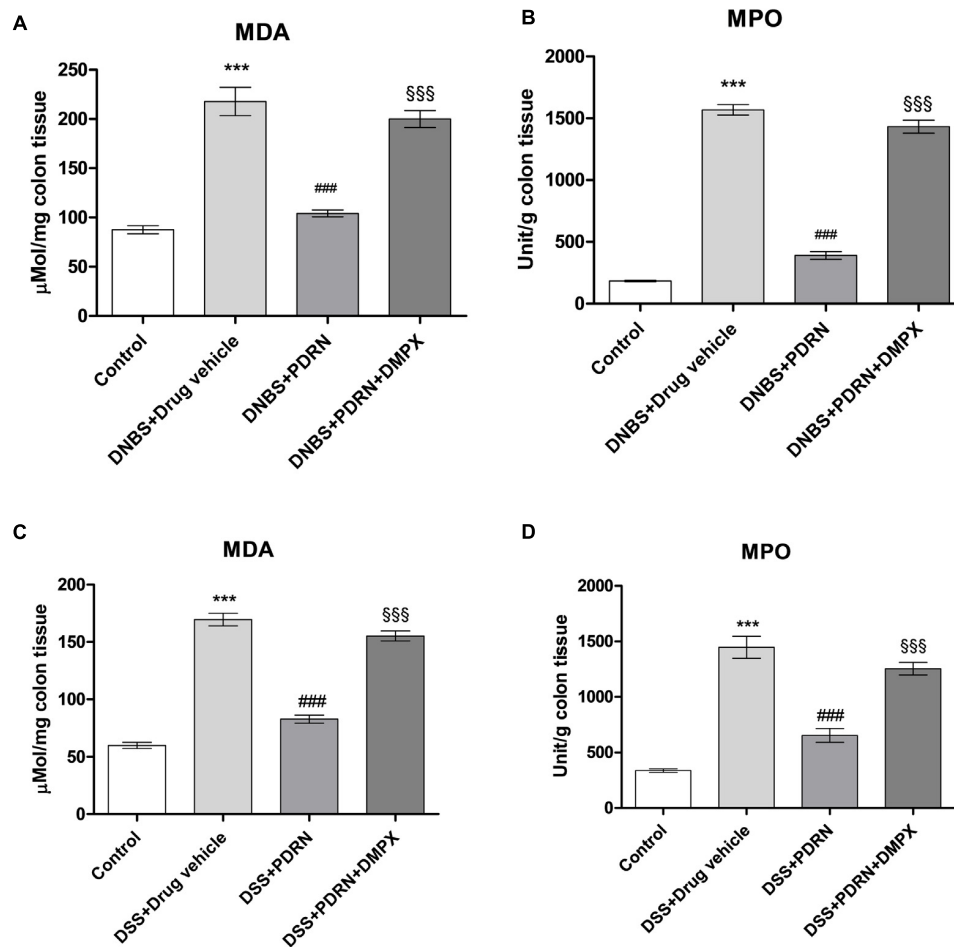 A
MDA
μMol/mg colon tissue
250
200
150
100
50
0
***
###
§§§
Control
DNBS+Drug vehicle
DNBS+PDRN
DNBS+PDRN+DMPX
B
MPO
Unit/g colon tissue
2000
1500
1000
500
0
***
###
§§§
Control
DNBS+Drug vehicle
DNBS+PDRN
DNBS+PDRN+DMPX
C
MDA
μMol/mg colon tissue
200
150
100
50
0
***
###
§§§
Control
DSS+Drug vehicle
DSS+PDRN
DSS+PDRN+DMPX
D
MPO
Unit/g colon tissue
2000
1500
1000
500
0
***
###
§§§
Control
DSS+Drug vehicle
DSS+PDRN
DSS+PDRN+DMPX